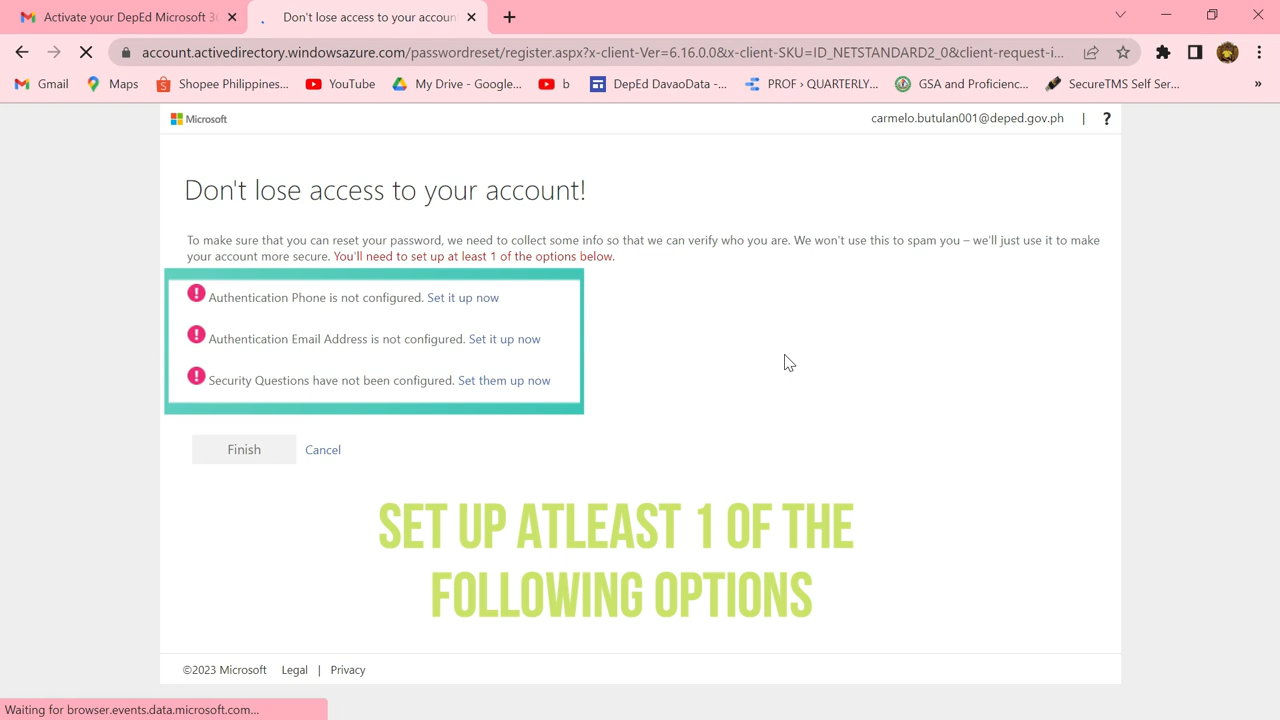 Activate your DepEd Microsoft 3
Don't lose access to your accoun
account.activedirectory.windowsazure.com/passwordreset/register.aspx?x-client-Ver=6.16.0.0&x-client-SKU=ID_NETSTANDARD2_0&client-request-i...
Gmail
Maps
Shopee Philippines...
YouTube
My Drive - Google...
b
DepEd DavaoData -...
PROF › QUARTERLY...
GSA and Proficienc...
SecureTMS Self Ser...
»
Microsoft
carmelo.butulan001@deped.gov.ph | ?
Don't lose access to your account!
To make sure that you can reset your password, we need to collect some info so that we can verify who you are. We won't use this to spam you – we'll just use it to make
your account more secure. You'll need to set up at least 1 of the options below.
Authentication Phone is not configured. Set it up now
Authentication Email Address is not configured. Set it up now
Security Questions have not been configured. Set them up now
Finish
Cancel
SET UP ATLEAST 1 OF THE
FOLLOWING OPTIONS
©2023 Microsoft Legal | Privacy
Waiting for browser.events.data.microsoft.com...